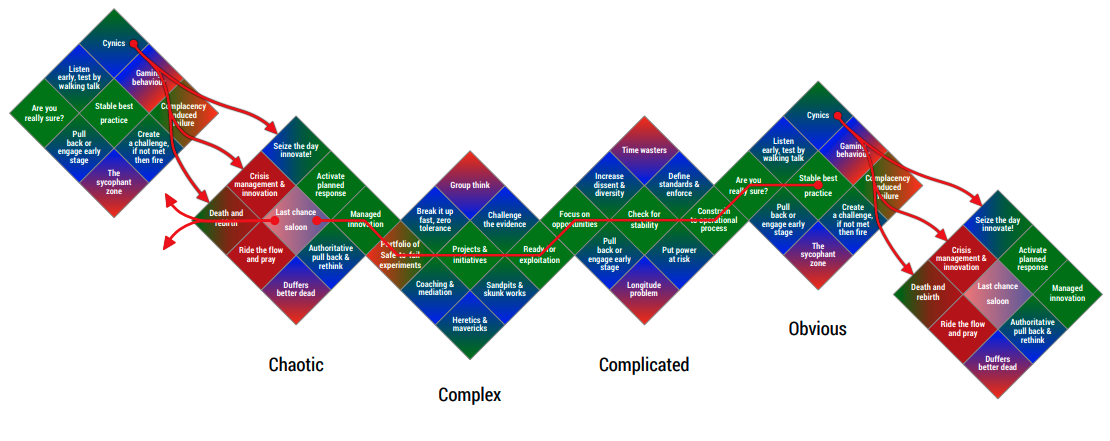 Cynics
Listen
early, test by
walking talk
Gaming
behaviour
Are you
really sure?
Stable best
practice
Complacency
induced
failure
Pull
back or
engage early
stage
Create
a challenge,
if not met
then fire
The
sycophant
zone
Seize the day
innovate!
Crisis
management &
innovation
Activate
planned
response
Death and
rebirth
Last chance
saloon
Managed
innovation
Ride the flow
and pray
Authoritative
pull back &
rethink
Duffers
better dead
Chaotic
Group think
Break it up
fast, zero
tolerance
Challenge
the evidence
Portfolio of
Safe-to-fail
experiments
Projects &
initiatives
Ready for
exploitation
Coaching &
mediation
Sandpits &
skunk works
Heretics &
mavericks
Complex
Time wasters
Increase
dissent &
diversity
Define
standards &
enforce
Focus on
opportunities
Check for
stability
Constrain
to operational
process
Pull
back or
engage early
stage
Put power
at risk
Longitude
problem
Complicated
Cynics
Listen
early, test by
walking talk
Gaming
behaviour
Are you
really sure?
Stable best
practice
Complacency
induced
failure
Pull
back or
engage early
stage
Create
a challenge,
if not met
then fire
The
sycophant
zone
Obvious
Seize the day
innovate!
Crisis
management &
innovation
Activate
planned
response
Death and
rebirth
Last chance
saloon
Managed
innovation
Ride the flow
and pray
Authoritative
pull back &
rethink
Duffers
better dead